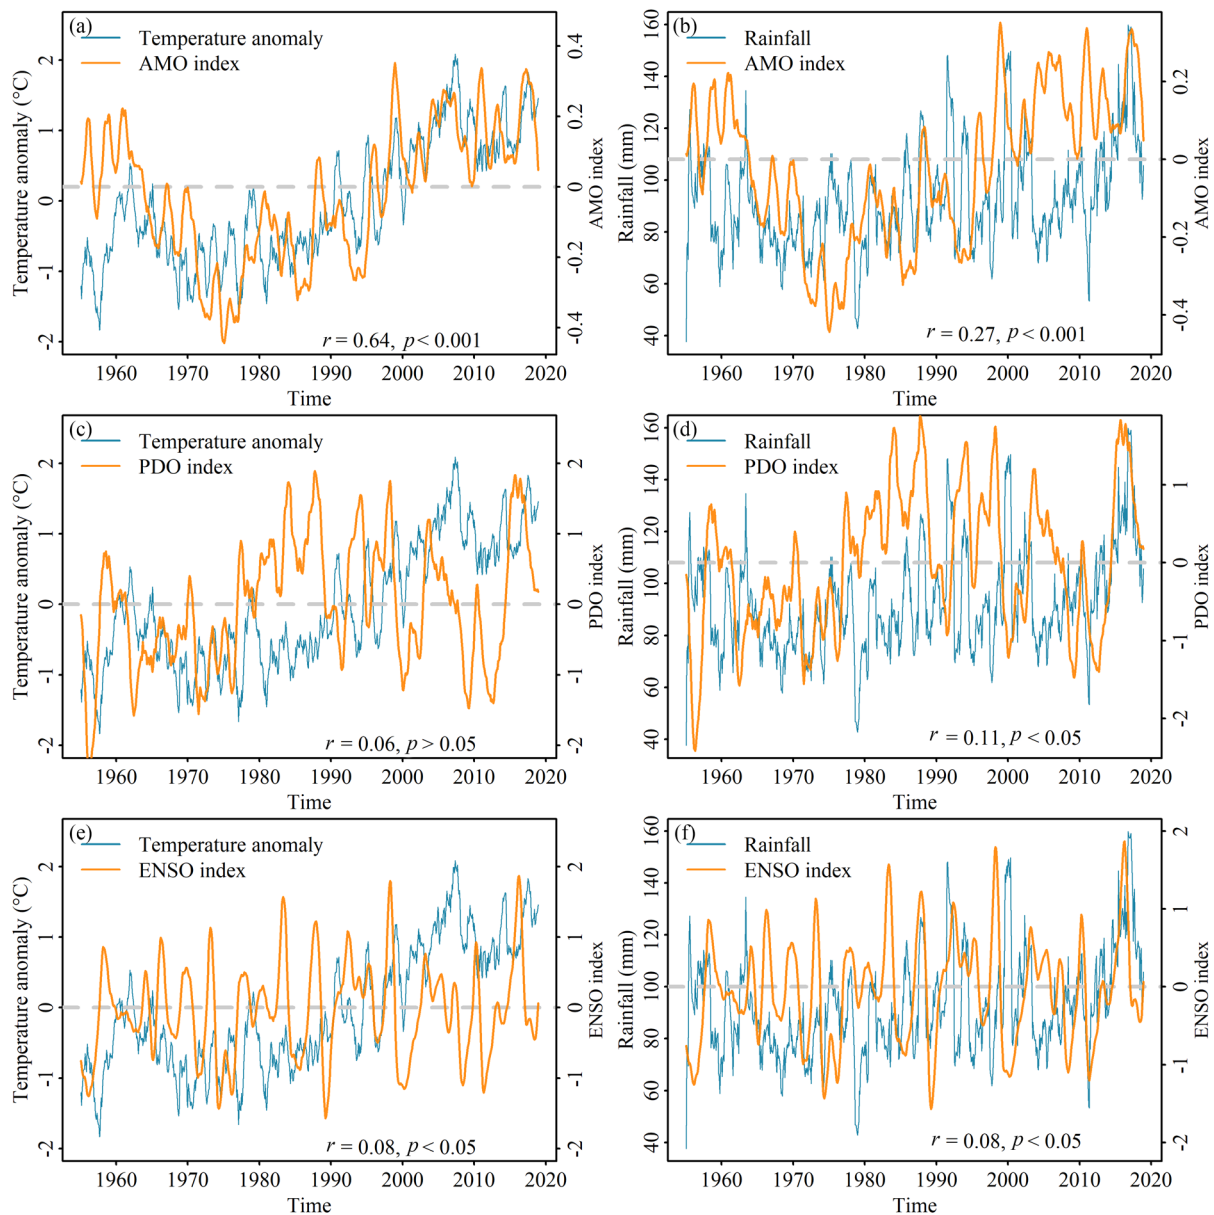 (a)
Temperature anomaly
AMO index
Temperature anomaly (°C)
2
1
0
-1
-2
0.4
0.2
0
-0.2
-0.4
AMO index
r = 0.64, p < 0.001
1960 1970 1980 1990 2000 2010 2020
Time
(b)
Rainfall
AMO index
Rainfall (mm)
160
140
120
100
80
60
40
0.2
0
-0.2
-0.4
AMO index
r = 0.27, p < 0.001
1960 1970 1980 1990 2000 2010 2020
Time
(c)
Temperature anomaly
PDO index
Temperature anomaly (°C)
2
1
0
-1
-2
2
1
0
-1
-2
PDO index
r = 0.06, p > 0.05
1960 1970 1980 1990 2000 2010 2020
Time
(d)
Rainfall
PDO index
Rainfall (mm)
160
140
120
100
80
60
40
1
0
-1
-2
PDO index
r = 0.11, p < 0.05
1960 1970 1980 1990 2000 2010 2020
Time
(e)
Temperature anomaly
ENSO index
Temperature anomaly (°C)
2
1
0
-1
-2
2
1
0
-1
-2
ENSO index
r = 0.08, p < 0.05
1960 1970 1980 1990 2000 2010 2020
Time
(f)
Rainfall
ENSO index
Rainfall (mm)
160
140
120
100
80
60
40
2
1
0
-1
-2
ENSO index
r = 0.08, p < 0.05
1960 1970 1980 1990 2000 2010 2020
Time